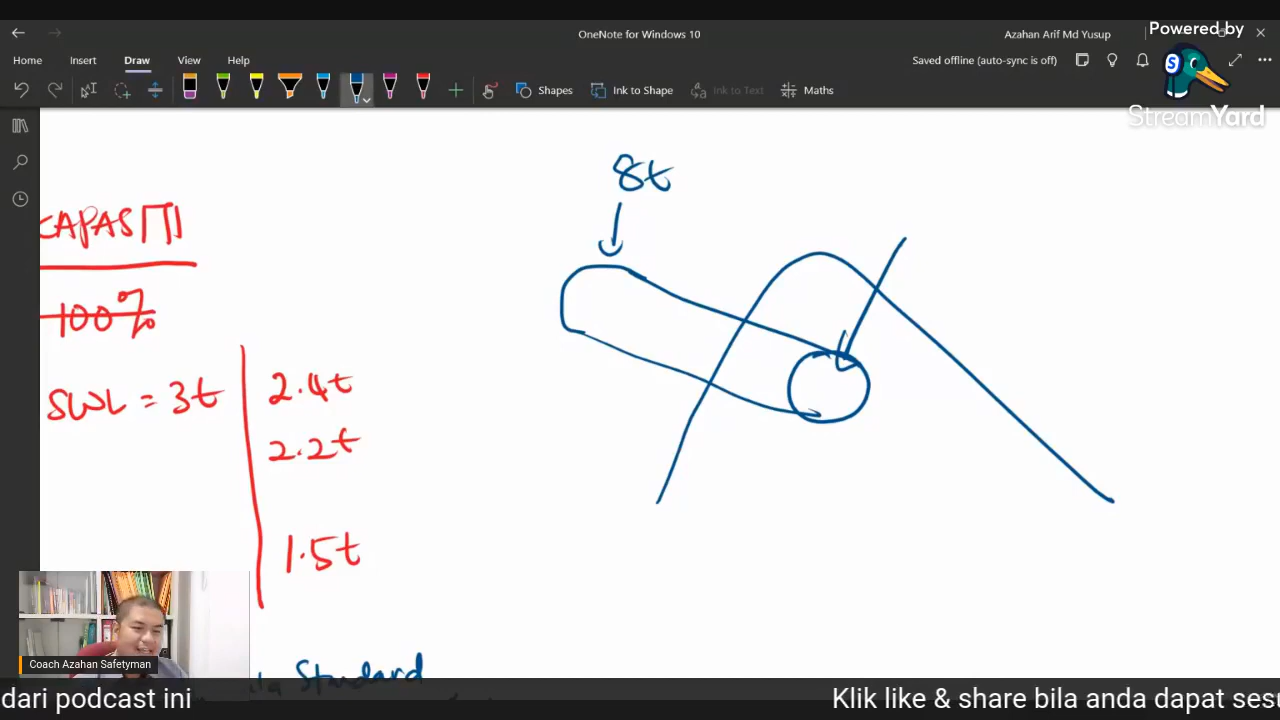 Powered by
StreamYard
OneNote for Windows 10
Azahan Arif Md Yusup
Home
Insert
Draw
View
Help
Saved offline (auto-sync is off)
Shapes
Ink to Shape
Ink to Text
Maths
8t
KAPASITI
100%
SWL = 3t
2.4t
2.2t
1.5t
Standard
Coach Azahan Safetyman
dari podcast ini
Klik like & share bila anda dapat